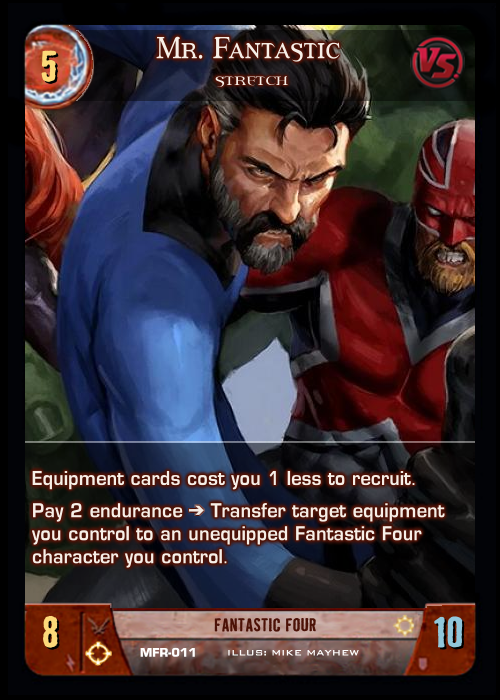 5
Mr. Fantastic
Stretch
VS
Equipment cards cost you 1 less to recruit.
Pay 2 endurance ➔ Transfer target equipment
you control to an unequipped Fantastic Four
character you control.
8
FANTASTIC FOUR
10
MFR-011
ILLUS: MIKE MAYHEW